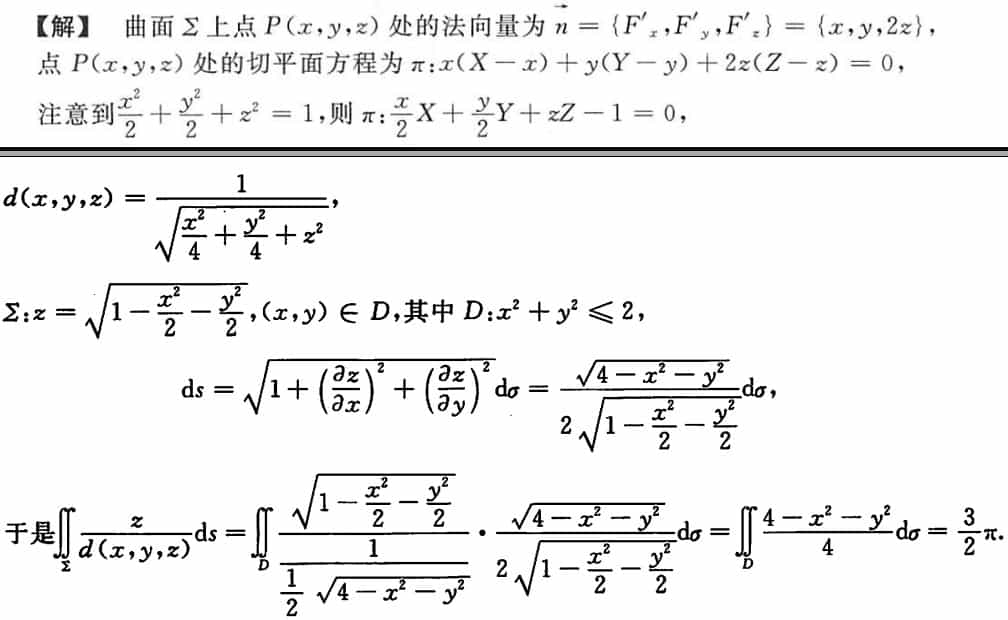 【解】 曲面 Σ 上点 P(x,y,z) 处的法向量为 $\vec{n}$ = {F′ₓ,F′ᵧ,F′_z} = {x,y,2z},
点 P(x,y,z) 处的切平面方程为 π:x(X−x)+y(Y−y)+2z(Z−z)=0,
注意到 $\frac{x^2}{2}+\frac{y^2}{2}+z^2=1$,则 π:$\frac{x}{2}X+\frac{y}{2}Y+zZ-1=0$,
$d(x,y,z)=\frac{1}{\sqrt{\frac{x^2}{4}+\frac{y^2}{4}+z^2}}$,
Σ:$z=\sqrt{1-\frac{x^2}{2}-\frac{y^2}{2}}$,(x,y) ∈ D,其中 D:$x^2+y^2\leqslant 2$,
$ds=\sqrt{1+\left(\frac{\partial z}{\partial x}\right)^2+\left(\frac{\partial z}{\partial y}\right)^2}d\sigma=\frac{\sqrt{4-x^2-y^2}}{2\sqrt{1-\frac{x^2}{2}-\frac{y^2}{2}}}d\sigma$,
于是$\iint\limits_{\Sigma}\frac{z}{d(x,y,z)}ds=\iint\limits_{D}\frac{\sqrt{1-\frac{x^2}{2}-\frac{y^2}{2}}}{\frac{1}{\frac{1}{2}\sqrt{4-x^2-y^2}}}\cdot\frac{\sqrt{4-x^2-y^2}}{2\sqrt{1-\frac{x^2}{2}-\frac{y^2}{2}}}d\sigma=\iint\limits_{D}\frac{4-x^2-y^2}{4}d\sigma=\frac{3}{2}\pi.$